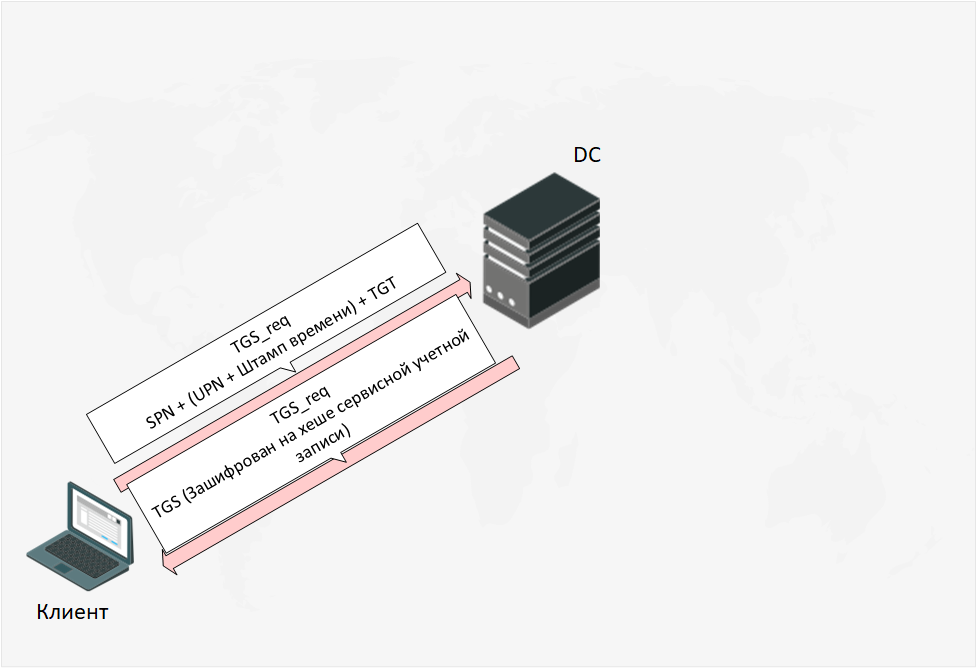 DC
TGS_req
SPN + (UPN + Штамп времени) + TGT
TGS_req
TGS (Зашифрован на хеше сервисной учетной
записи)
Клиент